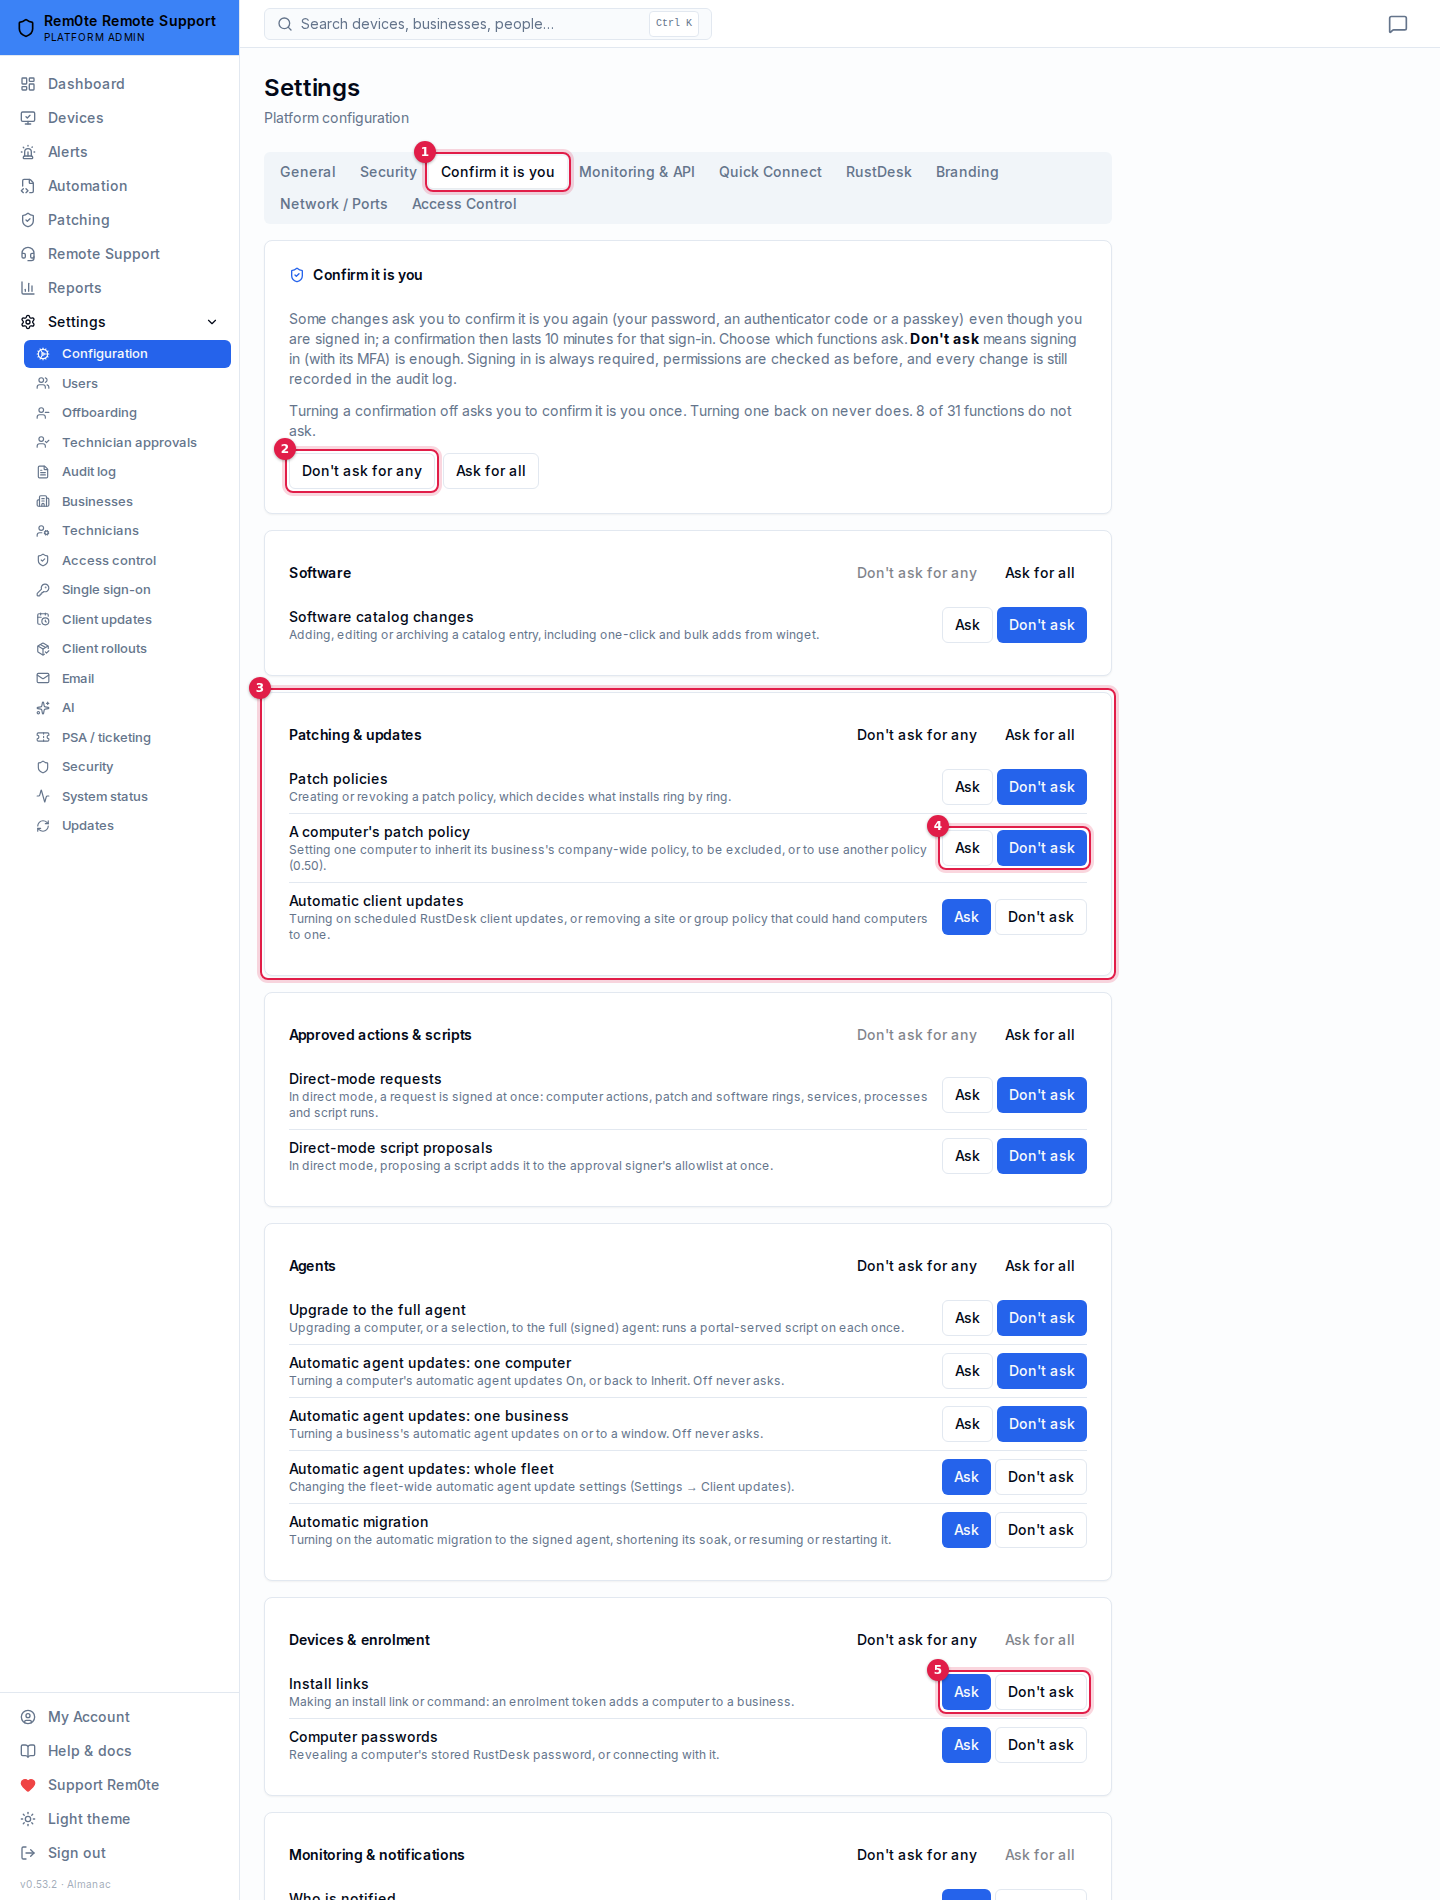 Rem0te Remote Support
PLATFORM ADMIN
Search devices, businesses, people…
Ctrl K
Dashboard
Devices
Alerts
Automation
Patching
Remote Support
Reports
Settings
Configuration
Users
Offboarding
Technician approvals
Audit log
Businesses
Technicians
Access control
Single sign-on
Client updates
Client rollouts
Email
AI
PSA / ticketing
Security
System status
Updates
My Account
Help & docs
Support Rem0te
Light theme
Sign out
v0.53.2 · Almanac
Settings
Platform configuration
1
General
Security
Confirm it is you
Monitoring & API
Quick Connect
RustDesk
Branding
Network / Ports
Access Control
Confirm it is you
Some changes ask you to confirm it is you again (your password, an authenticator code or a passkey) even though you
are signed in; a confirmation then lasts 10 minutes for that sign-in. Choose which functions ask. Don't ask means signing
in (with its MFA) is enough. Signing in is always required, permissions are checked as before, and every change is still
recorded in the audit log.
Turning a confirmation off asks you to confirm it is you once. Turning one back on never does. 8 of 31 functions do not
ask.
2
Don't ask for any
Ask for all
Software
Don't ask for any
Ask for all
Software catalog changes
Adding, editing or archiving a catalog entry, including one-click and bulk adds from winget.
Ask
Don't ask
3
Patching & updates
Don't ask for any
Ask for all
Patch policies
Creating or revoking a patch policy, which decides what installs ring by ring.
Ask
Don't ask
A computer's patch policy
Setting one computer to inherit its business's company-wide policy, to be excluded, or to use another policy
(0.50).
4
Ask
Don't ask
Automatic client updates
Turning on scheduled RustDesk client updates, or removing a site or group policy that could hand computers
to one.
Ask
Don't ask
Approved actions & scripts
Don't ask for any
Ask for all
Direct-mode requests
In direct mode, a request is signed at once: computer actions, patch and software rings, services, processes
and script runs.
Ask
Don't ask
Direct-mode script proposals
In direct mode, proposing a script adds it to the approval signer's allowlist at once.
Ask
Don't ask
Agents
Don't ask for any
Ask for all
Upgrade to the full agent
Upgrading a computer, or a selection, to the full (signed) agent: runs a portal-served script on each once.
Ask
Don't ask
Automatic agent updates: one computer
Turning a computer's automatic agent updates On, or back to Inherit. Off never asks.
Ask
Don't ask
Automatic agent updates: one business
Turning a business's automatic agent updates on or to a window. Off never asks.
Ask
Don't ask
Automatic agent updates: whole fleet
Changing the fleet-wide automatic agent update settings (Settings → Client updates).
Ask
Don't ask
Automatic migration
Turning on the automatic migration to the signed agent, shortening its soak, or resuming or restarting it.
Ask
Don't ask
Devices & enrolment
Don't ask for any
Ask for all
Install links
Making an install link or command: an enrolment token adds a computer to a business.
5
Ask
Don't ask
Computer passwords
Revealing a computer's stored RustDesk password, or connecting with it.
Ask
Don't ask
Monitoring & notifications
Don't ask for any
Ask for all
Who is notified